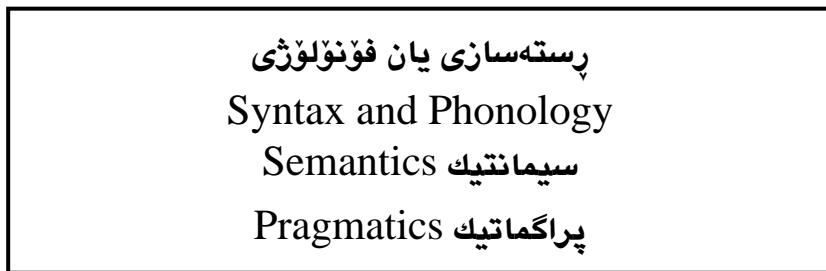 ڕستەسازی یان فۆنۆلۆژی
Syntax and Phonology
سیمانتیك Semantics
پراگماتیك Pragmatics